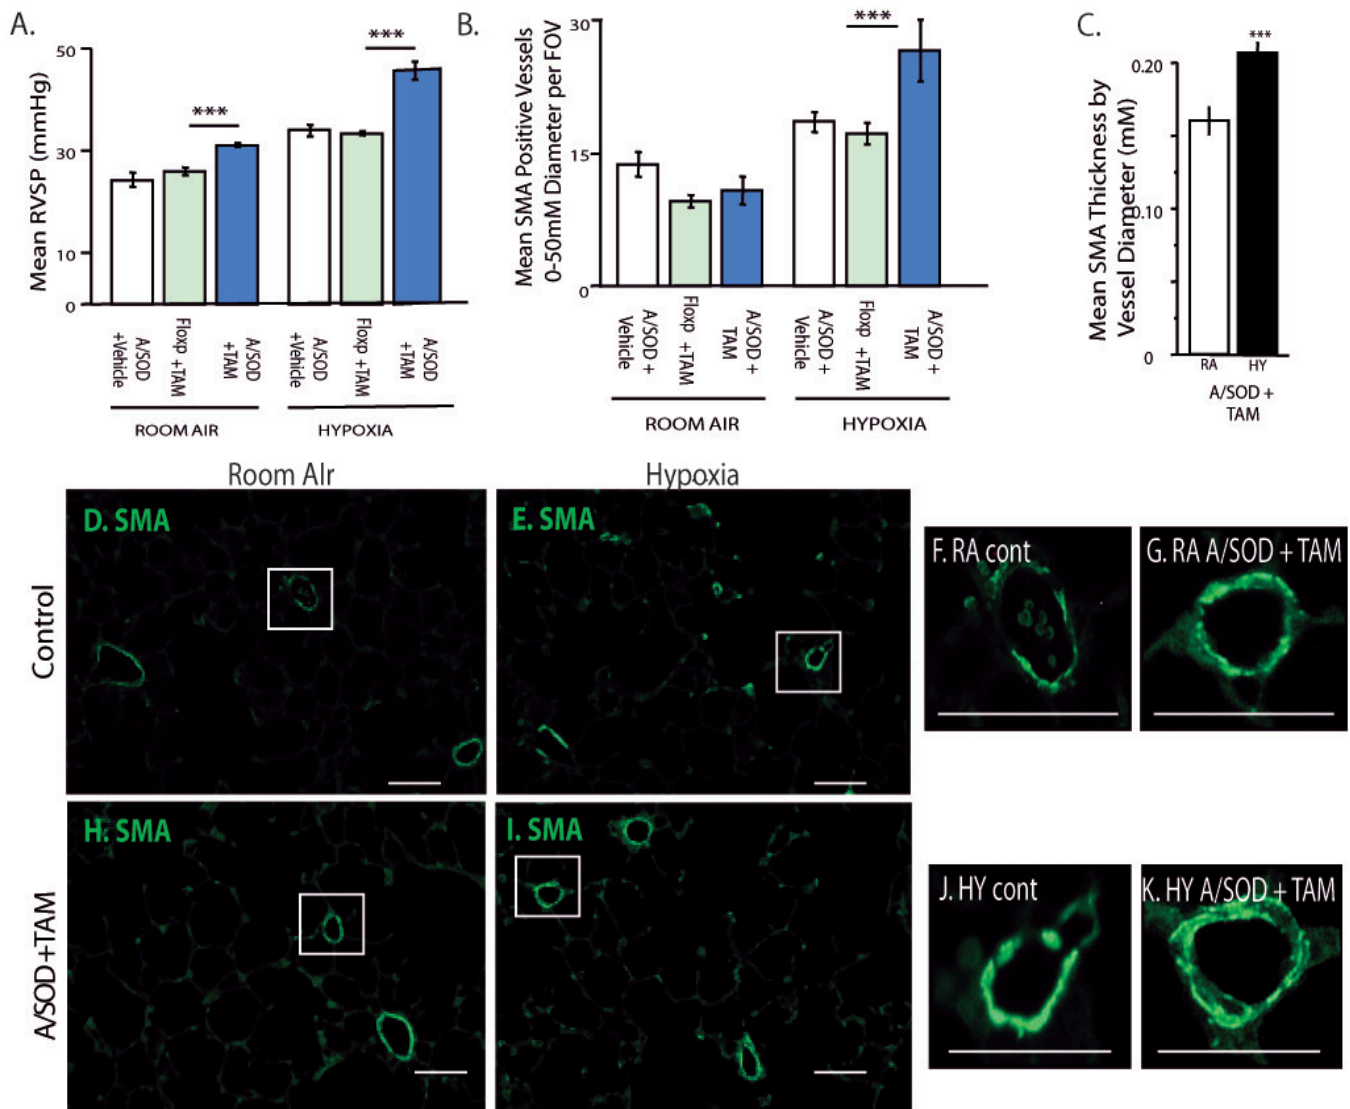 A.
Mean RVSP (mmHg)
50
30
10
0
***
***
A/SOD
+Vehicle
Floxp +TAM
A/SOD
+TAM
A/SOD
+Vehicle
Floxp +TAM
A/SOD
+TAM
ROOM AIR
HYPOXIA
B.
Mean SMA Positive Vessels
0-50mM Diameter per FOV
30
15
0
***
A/SOD +
Vehicle
Floxp +TAM
A/SOD +
TAM
A/SOD +
Vehicle
Floxp +TAM
A/SOD +
TAM
ROOM AIR
HYPOXIA
C.
Mean SMA Thickness by
Vessel Diameter (mM)
0.20
0.10
0
***
RA
HY
A/SOD +
TAM
Room AIr
Hypoxia
Control
A/SOD+TAM
D. SMA
E. SMA
F. RA cont
G. RA A/SOD + TAM
H. SMA
I. SMA
J. HY cont
K. HY A/SOD + TAM